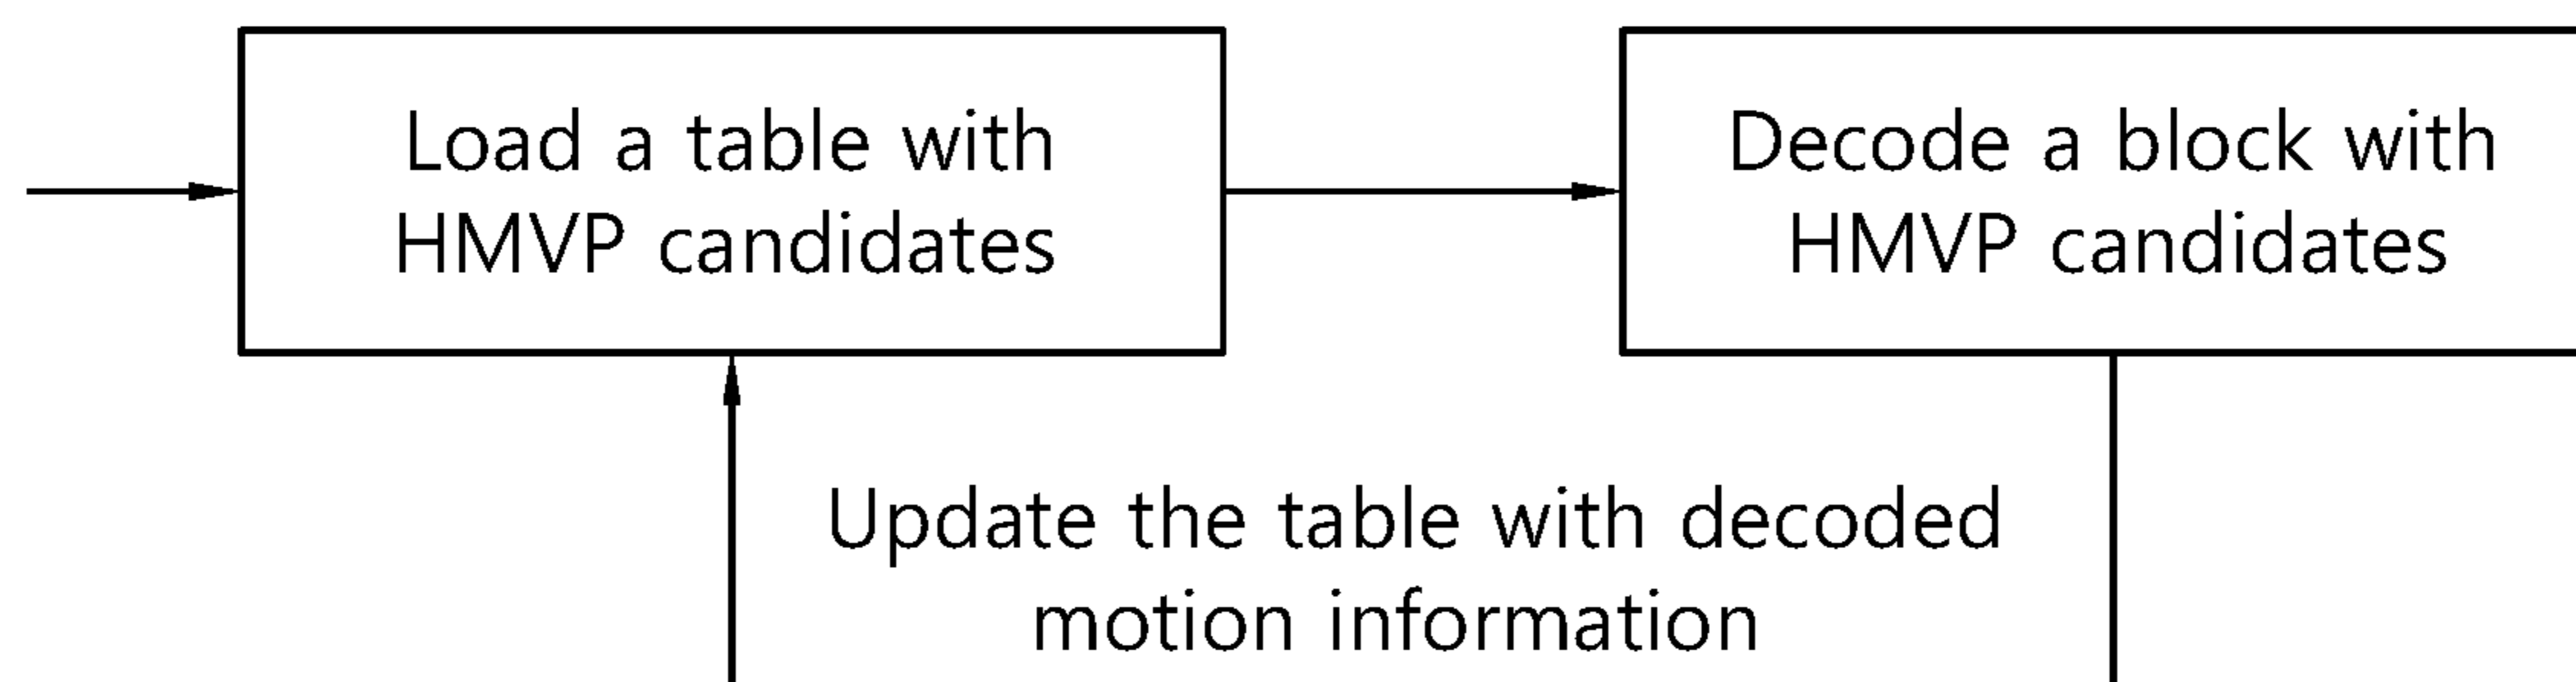 Load a table with
HMVP candidates
Decode a block with
HMVP candidates
Update the table with decoded
motion information